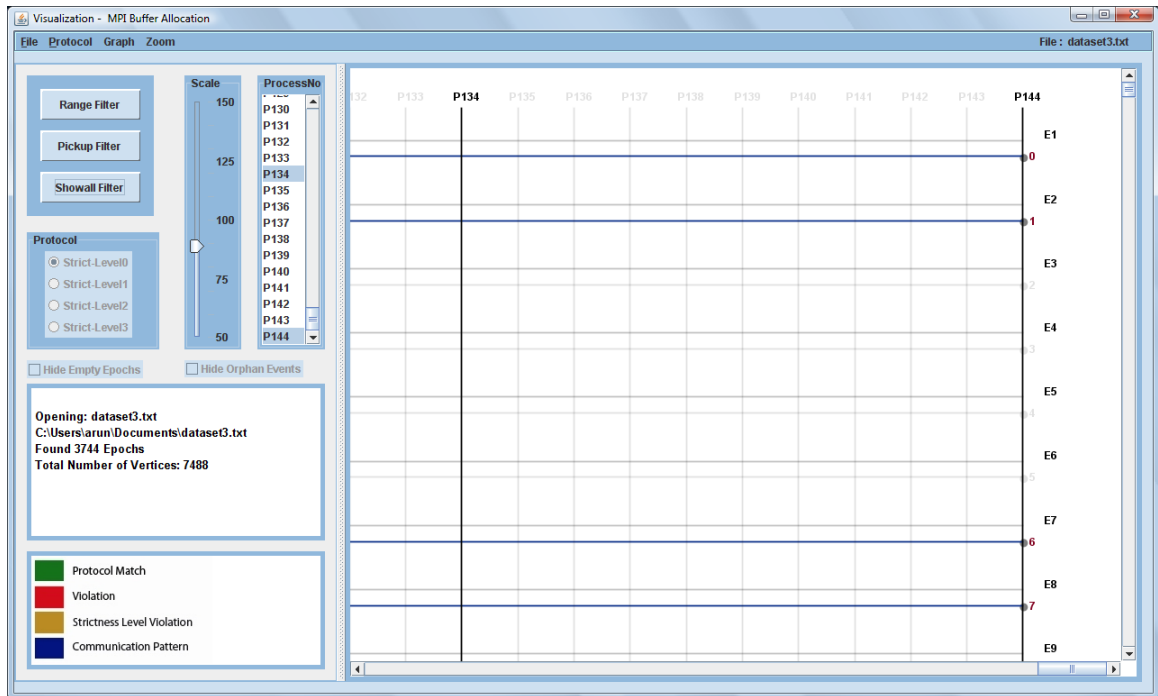 Visualization - MPI Buffer Allocation
File Protocol Graph Zoom
File : dataset3.txt
Range Filter
Pickup Filter
Showall Filter
Protocol
Strict-Level0
Strict-Level1
Strict-Level2
Strict-Level3
Scale
150
125
100
75
50
ProcessNo
P130
P131
P132
P133
P134
P135
P136
P137
P138
P139
P140
P141
P142
P143
P144
Hide Empty Epochs
Hide Orphan Events
Opening: dataset3.txt
C:\Users\arun\Documents\dataset3.txt
Found 3744 Epochs
Total Number of Vertices: 7488
Protocol Match
Violation
Strictness Level Violation
Communication Pattern
132 P133 P134 P135 P136 P137 P138 P139 P140 P141 P142 P143 P144
E1
0
E2
1
E3
2
E4
3
E5
4
E6
5
E7
6
E8
7
E9